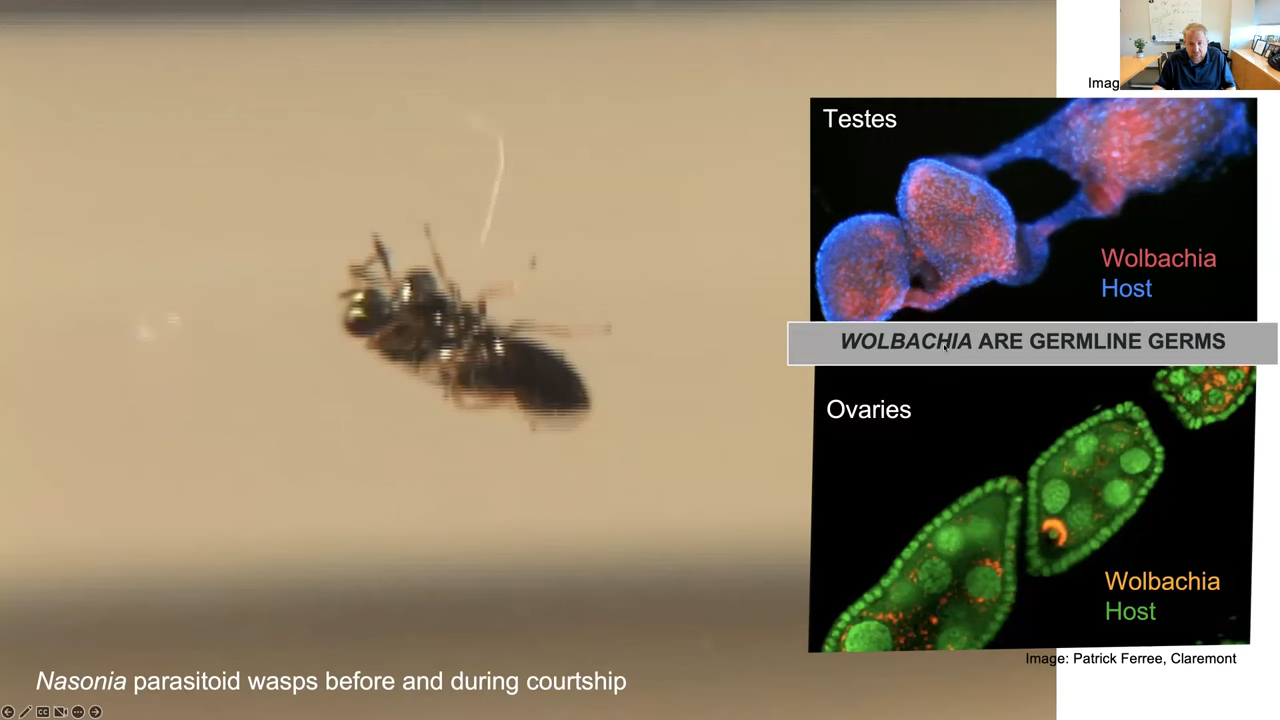 Imag
Testes
Wolbachia
Host
WOLBACHIA ARE GERMLINE GERMS
Ovaries
Wolbachia
Host
Image: Patrick Ferree, Claremont
Nasonia parasitoid wasps before and during courtship